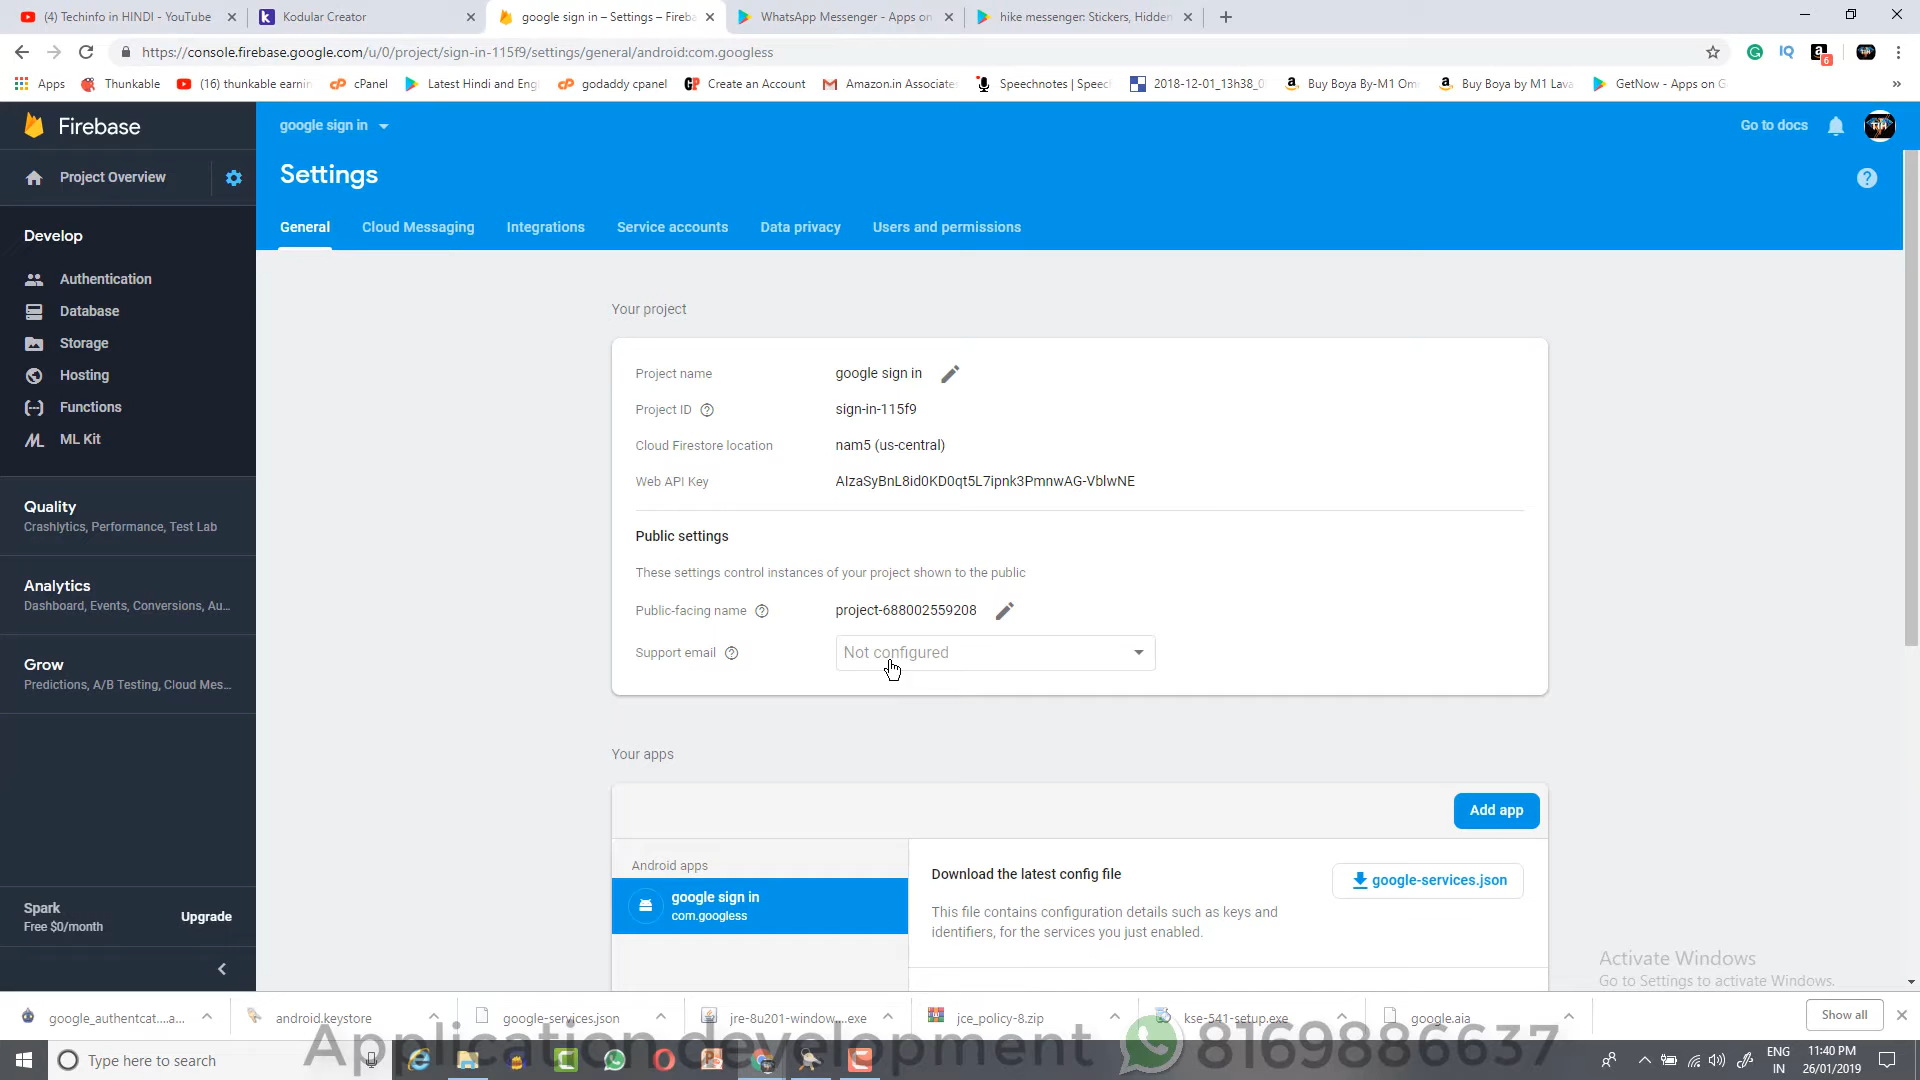 (4) Techinfo in HINDI - YouTube
Kodular Creator
google sign in – Settings – Fireba
WhatsApp Messenger - Apps on
hike messenger: Stickers, Hidden
https://console.firebase.google.com/u/0/project/sign-in-115f9/settings/general/android:com.googless
Apps
Thunkable
(16) thunkable earnin
cPanel
Latest Hindi and Eng
godaddy cpanel
Create an Account
Amazon.in Associate
Speechnotes | Speec
2018-12-01_13h38_0
Buy Boya By-M1 Om
Buy Boya by M1 Lava
GetNow - Apps on G
Firebase
google sign in
Go to docs
Project Overview
Settings
General
Cloud Messaging
Integrations
Service accounts
Data privacy
Users and permissions
Develop
Authentication
Database
Storage
Hosting
Functions
ML Kit
Quality
Crashlytics, Performance, Test Lab
Analytics
Dashboard, Events, Conversions, Au...
Grow
Predictions, A/B Testing, Cloud Mes...
Spark
Free $0/month
Upgrade
Your project
Project name
google sign in
Project ID
sign-in-115f9
Cloud Firestore location
nam5 (us-central)
Web API Key
AIzaSyBnL8id0KD0qt5L7ipnk3PmnwAG-VblwNE
Public settings
These settings control instances of your project shown to the public
Public-facing name
project-688002559208
Support email
Not configured
Your apps
Add app
Android apps
google sign in
com.googless
Download the latest config file
google-services.json
This file contains configuration details such as keys and
identifiers, for the services you just enabled.
Activate Windows
Go to Settings to activate Windows.
google_authentcat....a...
android.keystore
google-services.json
jre-8u201-window....exe
jce_policy-8.zip
kse-541-setup.exe
google.aia
Show all
Application development 8169886637
Type here to search
ENG
IN
11:40 PM
26/01/2019